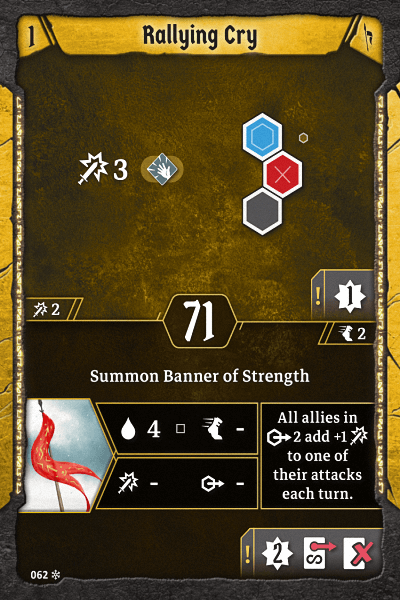 1 Rallying Cry
3
! 1
2
71
2
Summon Banner of Strength
4 -
- -
All allies in
2 add +1
to one of
their attacks
each turn.
! 2
062